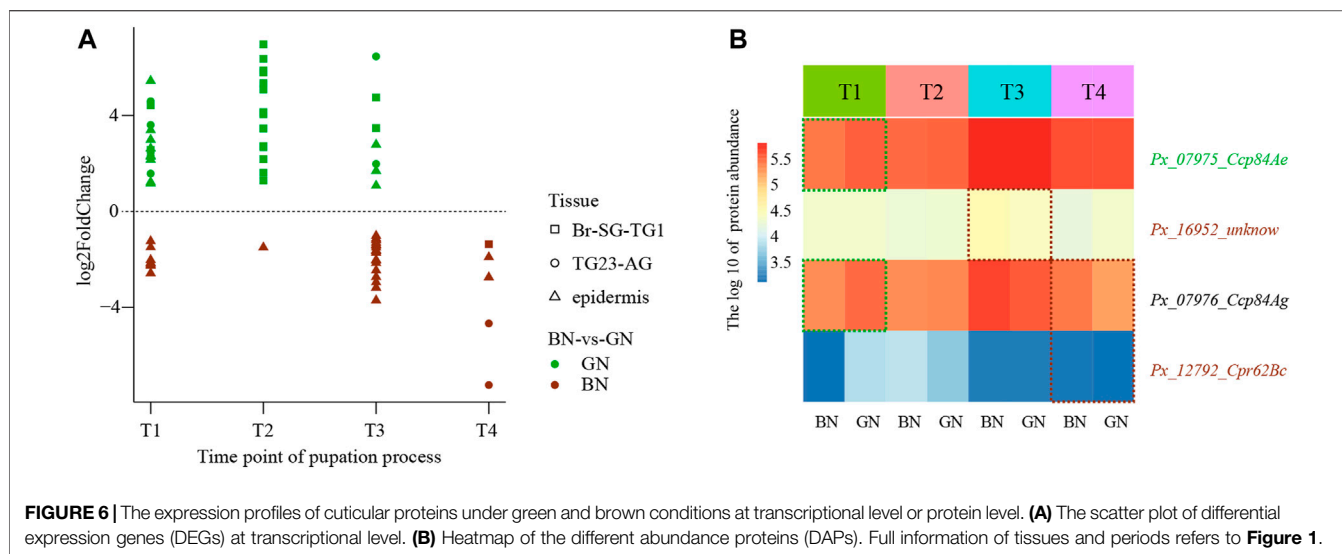 A
4
0
−4
log2FoldChange
T1 T2 T3 T4
Time point of pupation process
Tissue
Br-SG-TG1
TG23-AG
epidermis
BN-vs-GN
GN
BN
B
T1 T2 T3 T4
5.5
5
4.5
4
3.5
The log 10 of protein abundance
Px_07975_Ccp84Ae
Px_16952_unknow
Px_07976_Ccp84Ag
Px_12792_Cpr62Bc
BN GN BN GN BN GN BN GN
FIGURE 6 | The expression profiles of cuticular proteins under green and brown conditions at transcriptional level or protein level. (A) The scatter plot of differential
expression genes (DEGs) at transcriptional level. (B) Heatmap of the different abundance proteins (DAPs). Full information of tissues and periods refers to Figure 1.